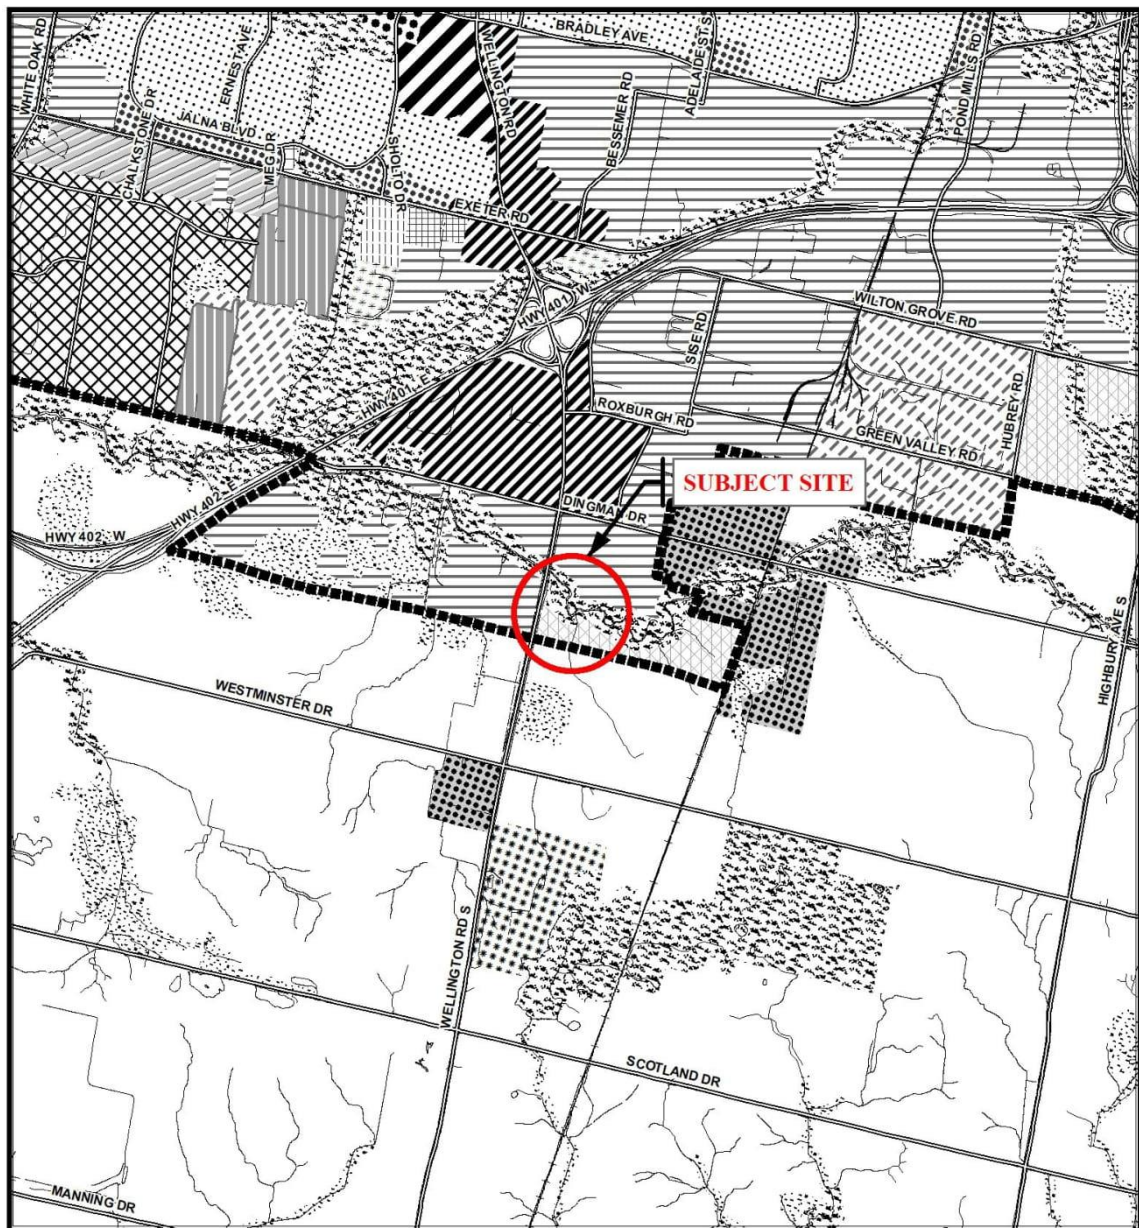 BRADLEY AVE
WHITE OAK RD
ERNEST AVE
WELLINGTON RD
ADELAIDE ST S
POND MILLS RD
BESSEMER RD
CHALKSTONE DR
JALNA BLVD
MEG DR
SHOLTO DR
EXETER RD
HWY 401 W
WILTON GROVE RD
SISE RD
HUBREY RD
HWY 401 E
ROXBURGH RD
GREEN VALLEY RD
SUBJECT SITE
DINGMAN DR
HWY 402 E
HWY 402 W
HIGHBURY AVE S
WESTMINSTER DR
WELLINGTON RD S
SCOTLAND DR
MANNING DR